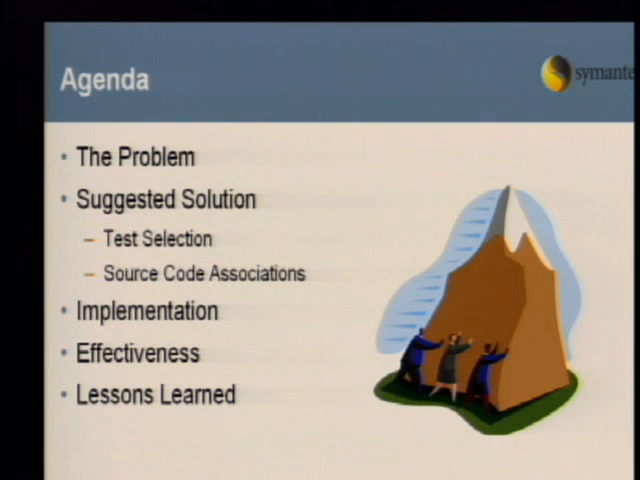 Agenda
symante
• The Problem
• Suggested Solution
– Test Selection
– Source Code Associations
• Implementation
• Effectiveness
• Lessons Learned